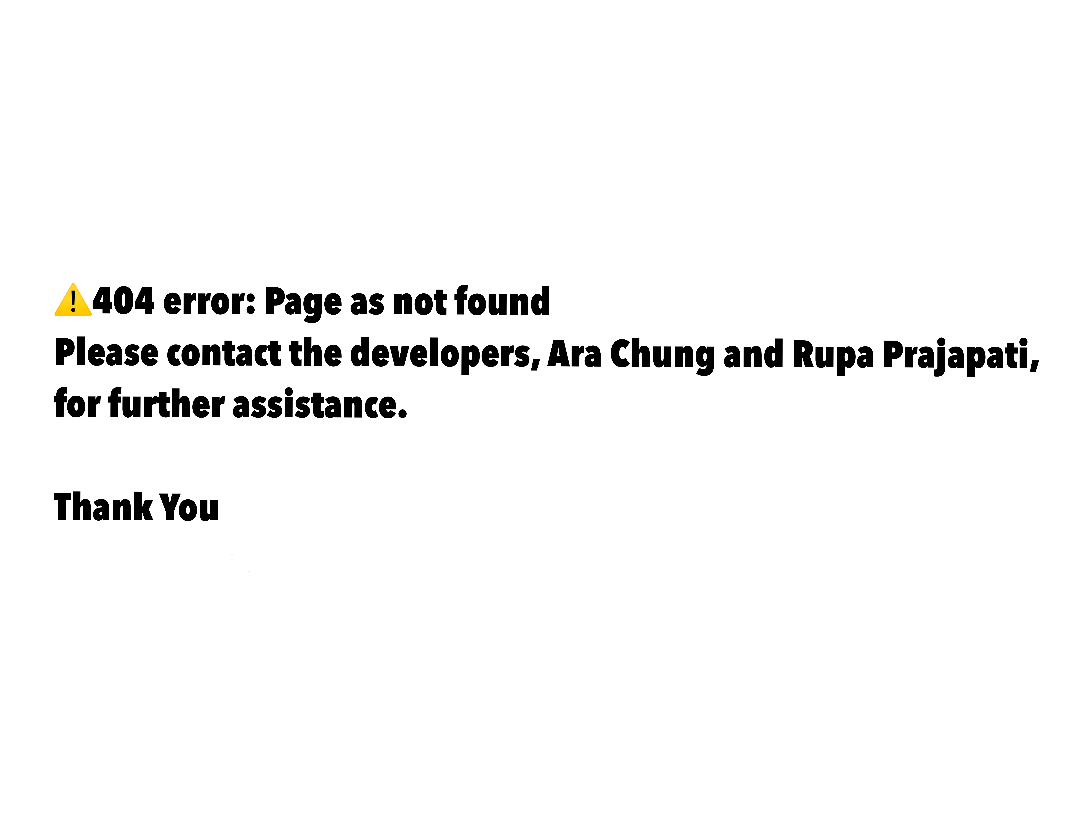 ⚠️404 error: Page as not found
Please contact the developers, Ara Chung and Rupa Prajapati,
for further assistance.
Thank You